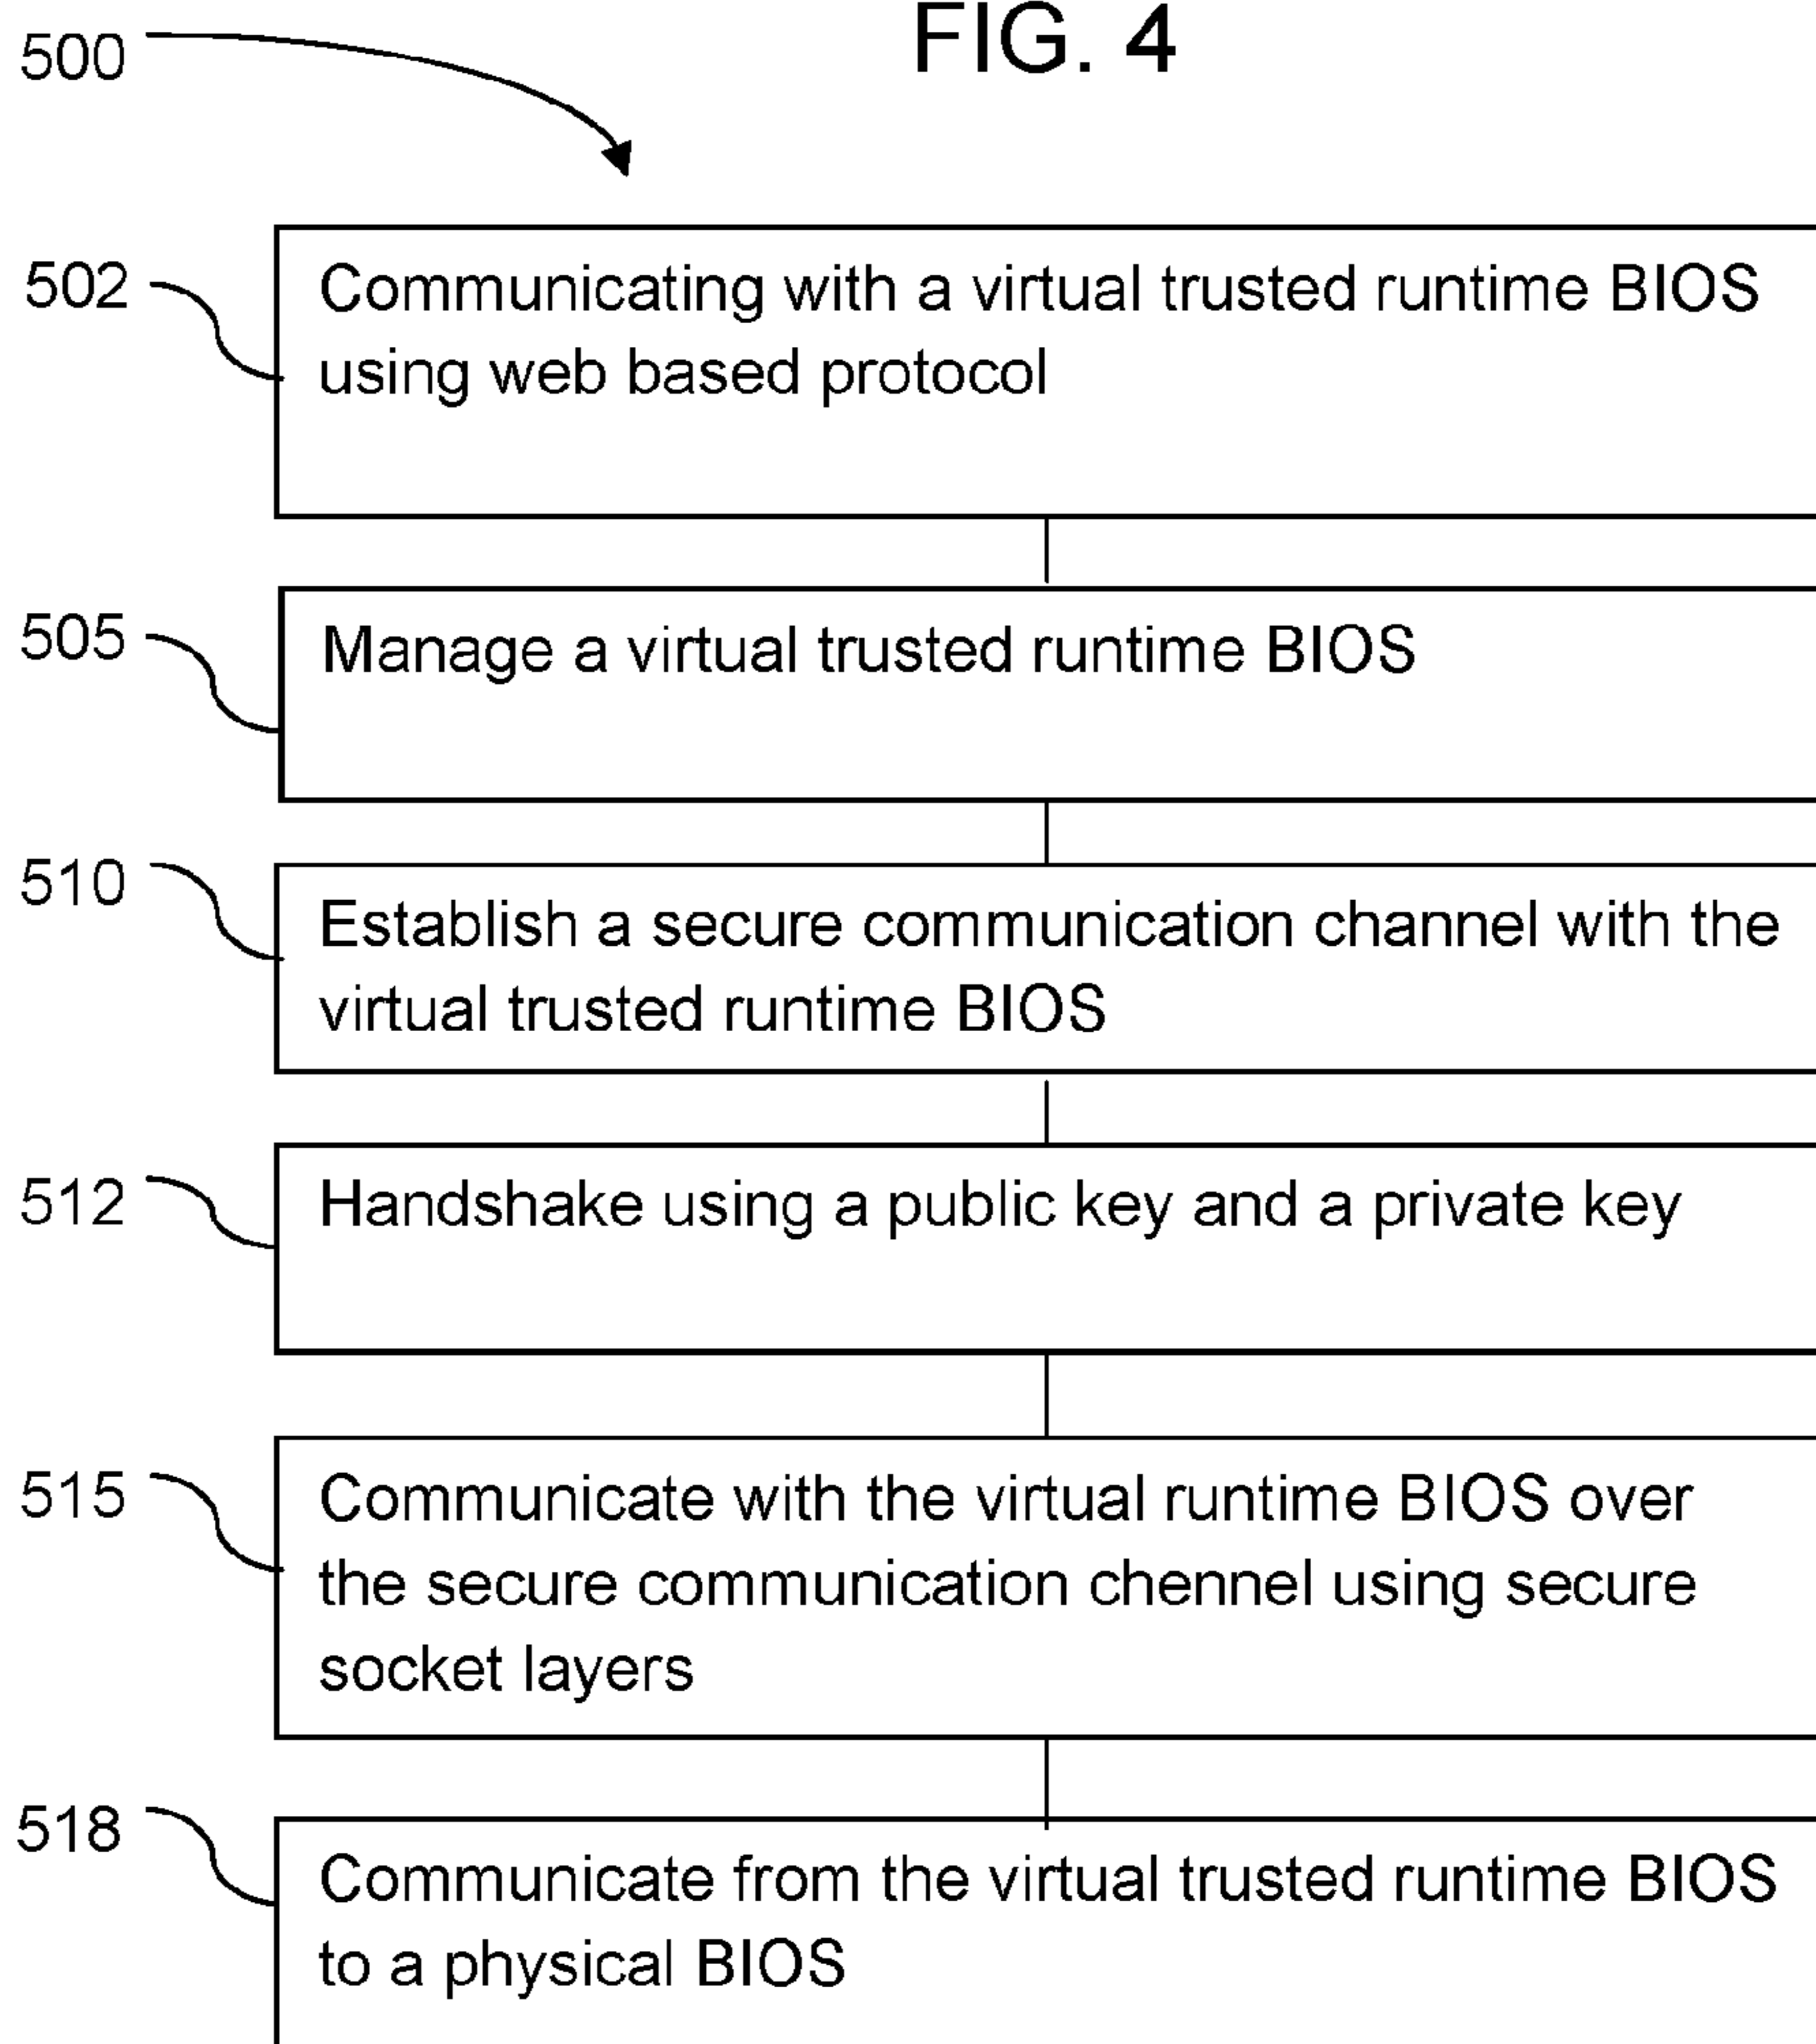 FIG. 4
500
502
Communicating with a virtual trusted runtime BIOS
using web based protocol
505
Manage a virtual trusted runtime BIOS
510
Establish a secure communication channel with the
virtual trusted runtime BIOS
512
Handshake using a public key and a private key
515
Communicate with the virtual runtime BIOS over
the secure communication chennel using secure
socket layers
518
Communicate from the virtual trusted runtime BIOS
to a physical BIOS